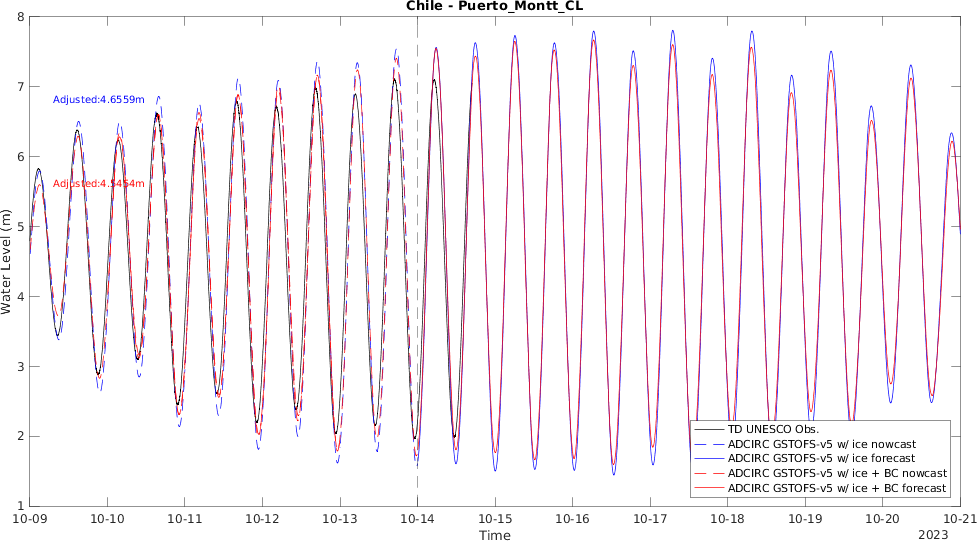 Chile - Puerto_Montt_CL
8
7
6
5
4
3
2
1
Water Level (m)
Adjusted:4.6559m
Adjusted:4.5454m
TD UNESCO Obs.
ADCIRC GSTOFS-v5 w/ ice nowcast
ADCIRC GSTOFS-v5 w/ ice forecast
ADCIRC GSTOFS-v5 w/ ice + BC nowcast
ADCIRC GSTOFS-v5 w/ ice + BC forecast
10-09 10-10 10-11 10-12 10-13 10-14 10-15 10-16 10-17 10-18 10-19 10-20 10-21
Time
2023